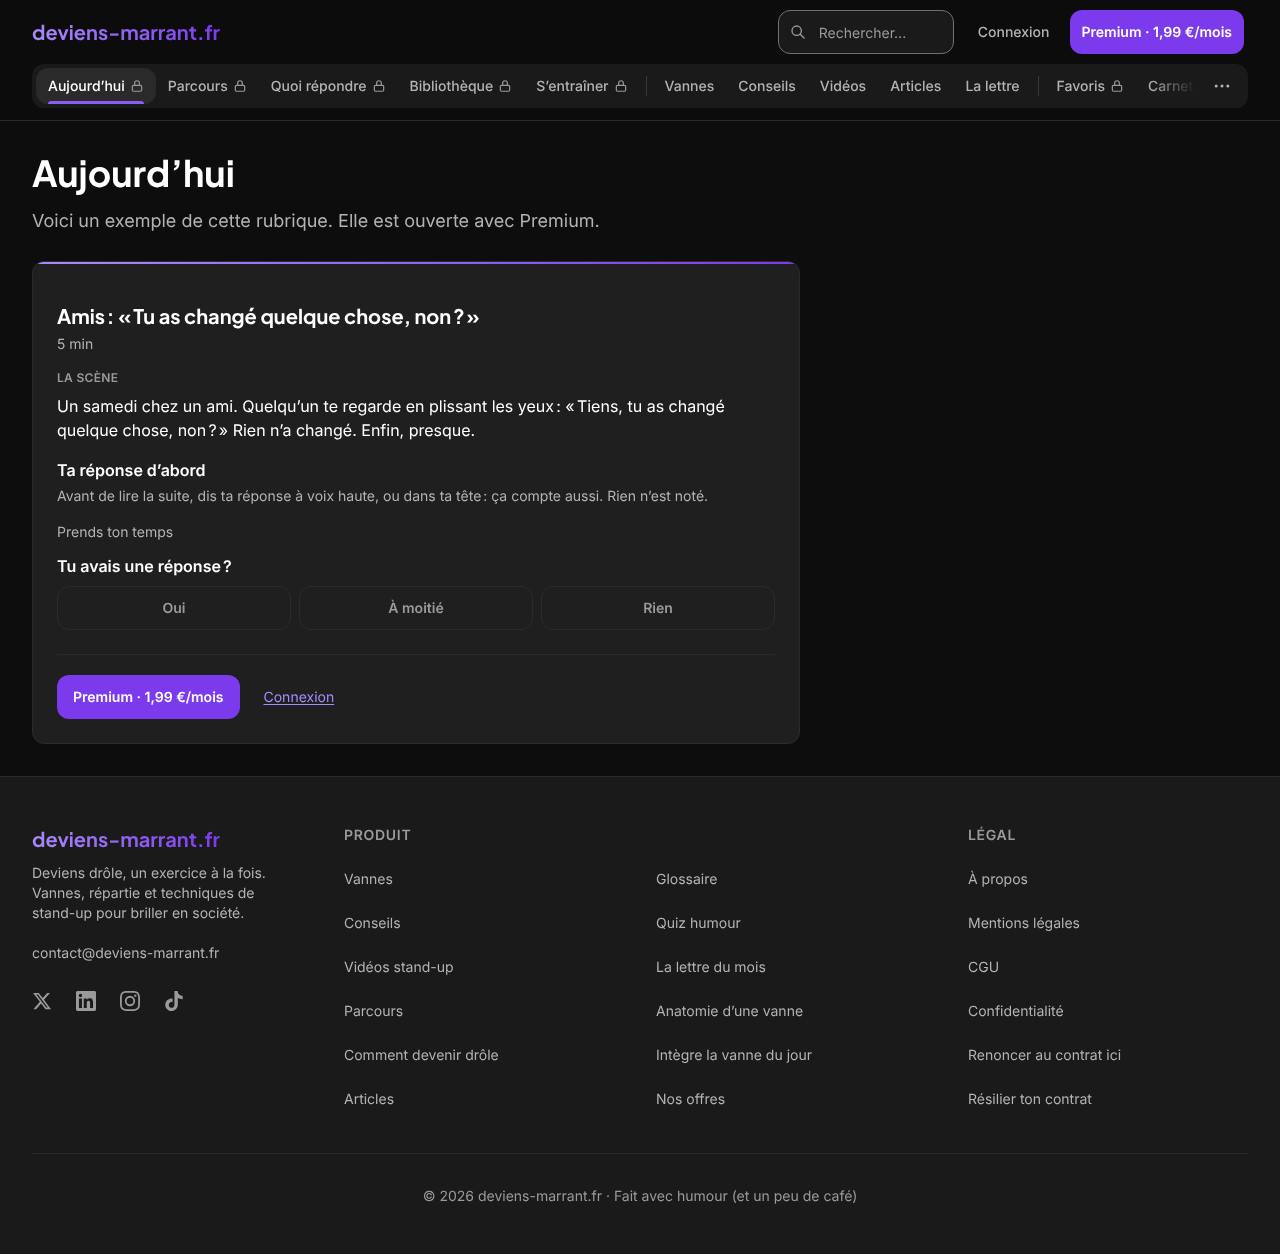 deviens-marrant.fr
Rechercher...
Connexion
Premium · 1,99 €/mois
Aujourd’hui
Parcours
Quoi répondre
Bibliothèque
S’entraîner
Vannes
Conseils
Vidéos
Articles
La lettre
Favoris
Carnet
Aujourd’hui
Voici un exemple de cette rubrique. Elle est ouverte avec Premium.
Amis : « Tu as changé quelque chose, non ? »
5 min
LA SCÈNE
Un samedi chez un ami. Quelqu’un te regarde en plissant les yeux : « Tiens, tu as changé
quelque chose, non ? » Rien n’a changé. Enfin, presque.
Ta réponse d’abord
Avant de lire la suite, dis ta réponse à voix haute, ou dans ta tête : ça compte aussi. Rien n’est noté.
Prends ton temps
Tu avais une réponse ?
Oui
À moitié
Rien
Premium · 1,99 €/mois
Connexion
deviens-marrant.fr
Deviens drôle, un exercice à la fois.
Vannes, répartie et techniques de
stand-up pour briller en société.
contact@deviens-marrant.fr
PRODUIT
Vannes
Conseils
Vidéos stand-up
Parcours
Comment devenir drôle
Articles
Glossaire
Quiz humour
La lettre du mois
Anatomie d’une vanne
Intègre la vanne du jour
Nos offres
LÉGAL
À propos
Mentions légales
CGU
Confidentialité
Renoncer au contrat ici
Résilier ton contrat
© 2026 deviens-marrant.fr · Fait avec humour (et un peu de café)